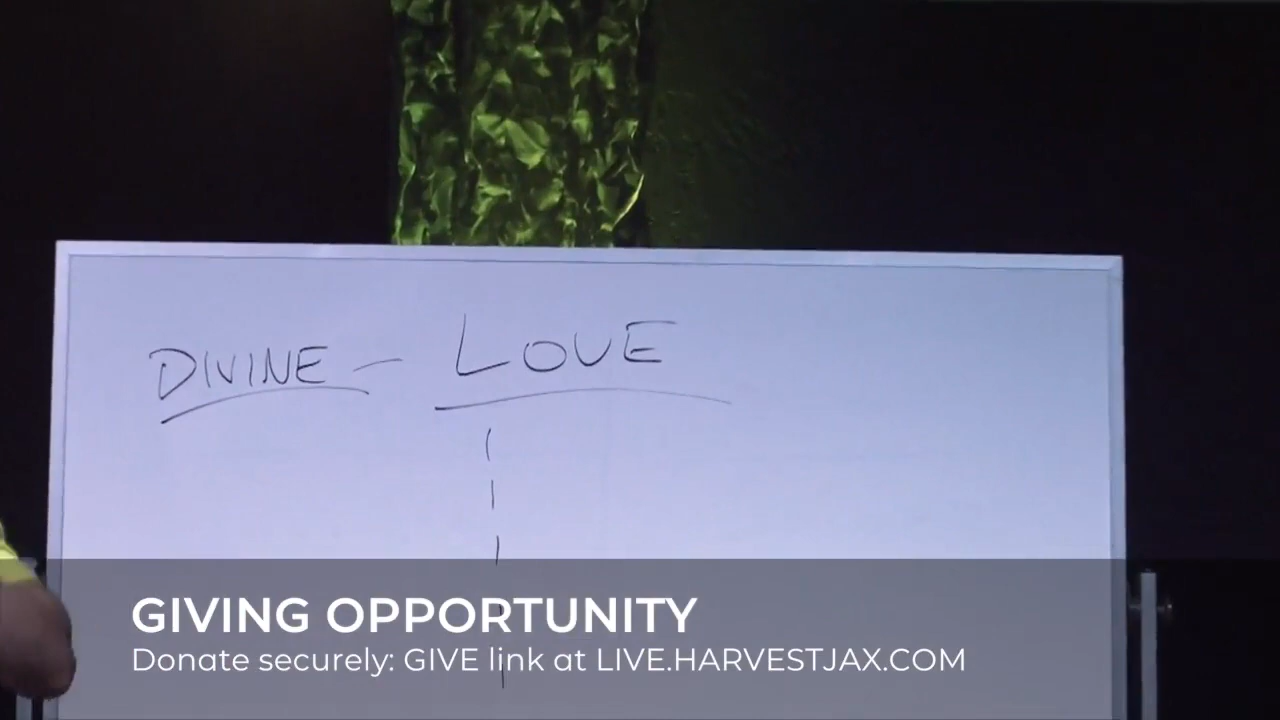 DIVINE - LOVE
GIVING OPPORTUNITY
Donate securely: GIVE link at LIVE.HARVESTJAX.COM